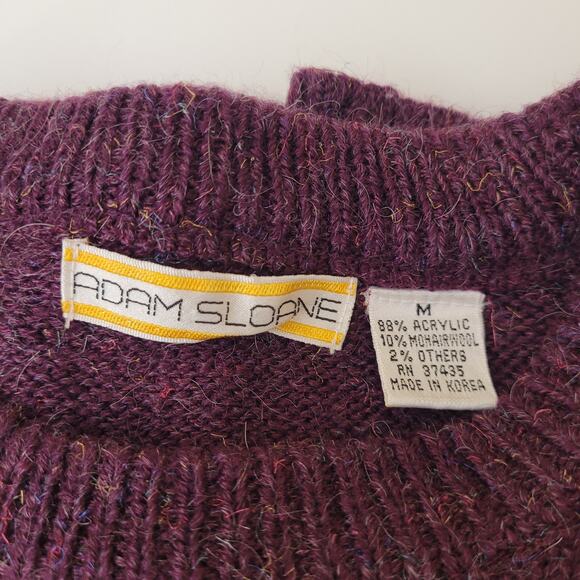 ADAM SLOANE
M
88% ACRYLIC
10% MOHAIRWOOL
2% OTHERS
RN 37435
MADE IN KOREA